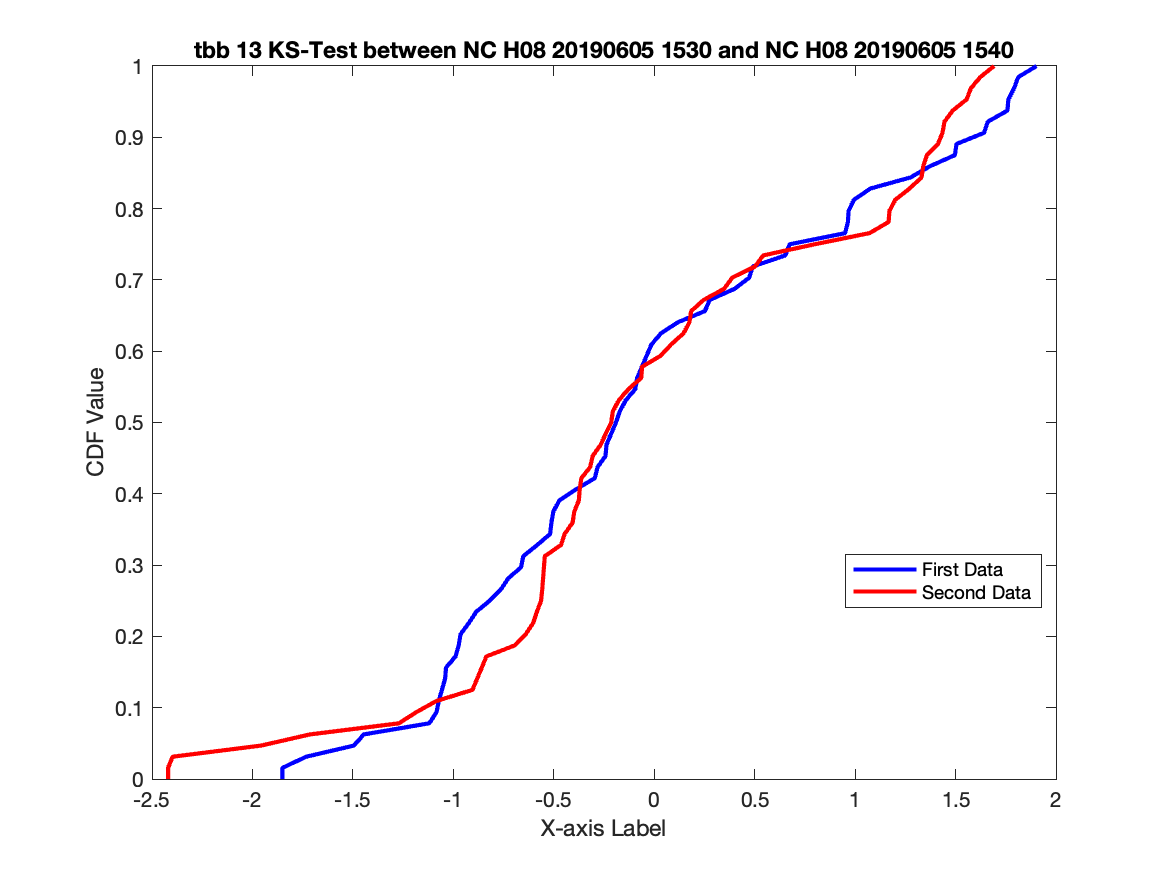 tbb 13 KS-Test between NC H08 20190605 1530 and NC H08 20190605 1540
1
0.9
0.8
0.7
0.6
0.5
0.4
0.3
0.2
0.1
0
CDF Value
First Data
Second Data
-2.5 -2 -1.5 -1 -0.5 0 0.5 1 1.5 2
X-axis Label